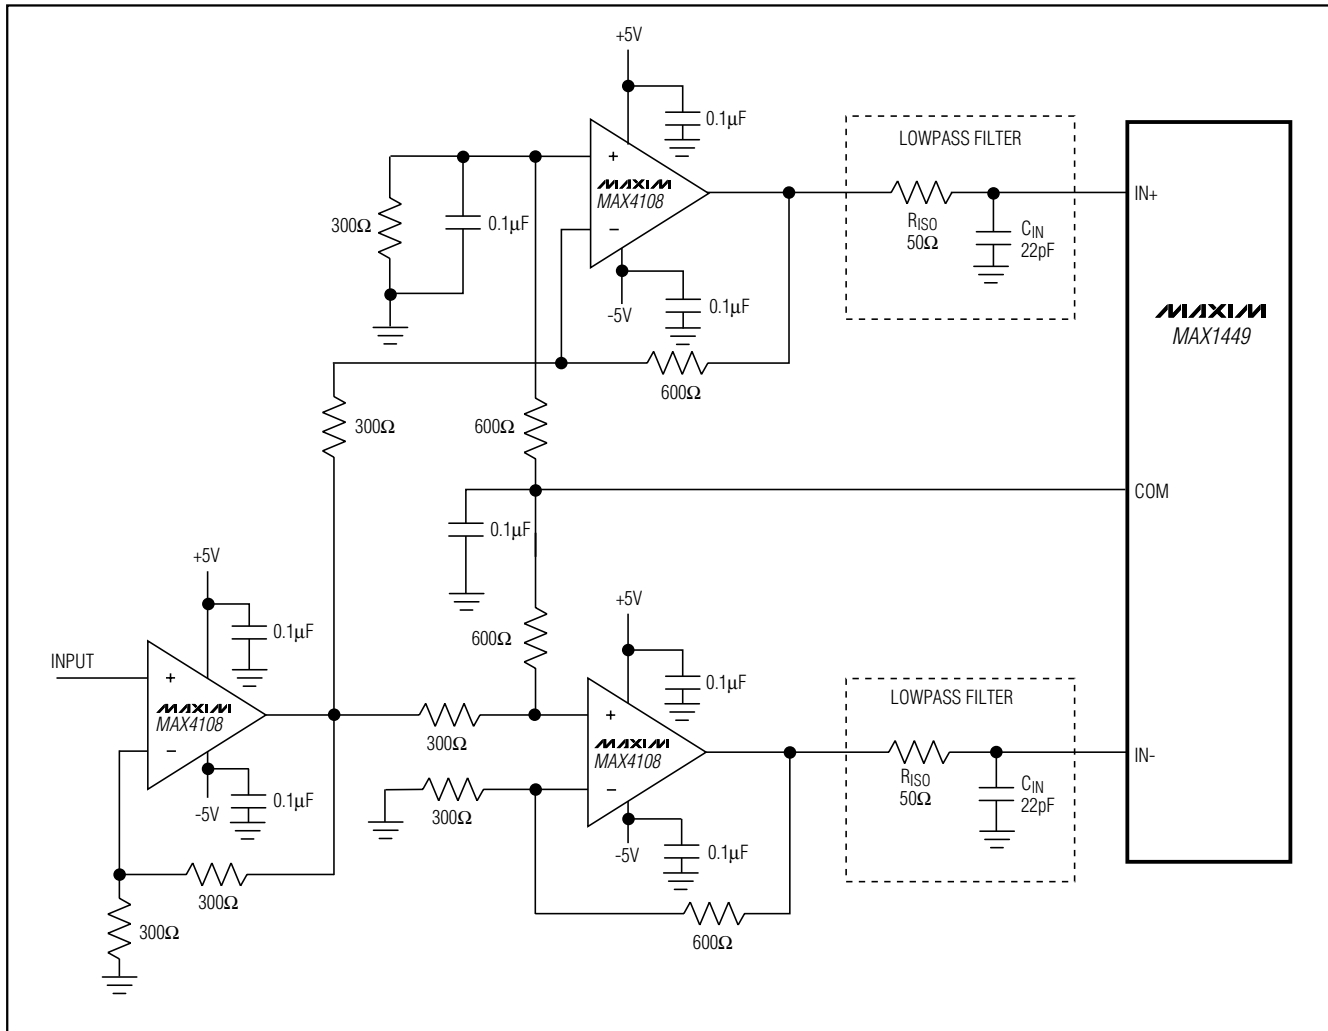 +5V
0.1µF
LOWPASS FILTER
+
MAXIM
MAX4108
−
IN+
300Ω
0.1µF
RISO
50Ω
CIN
22pF
-5V
0.1µF
MAXIM
MAX1449
600Ω
300Ω
600Ω
COM
0.1µF
+5V
0.1µF
+5V
600Ω
INPUT
+
MAXIM
MAX4108
−
0.1µF
LOWPASS FILTER
300Ω
+
MAXIM
MAX4108
−
IN-
-5V
0.1µF
300Ω
RISO
50Ω
CIN
22pF
-5V
0.1µF
300Ω
300Ω
600Ω